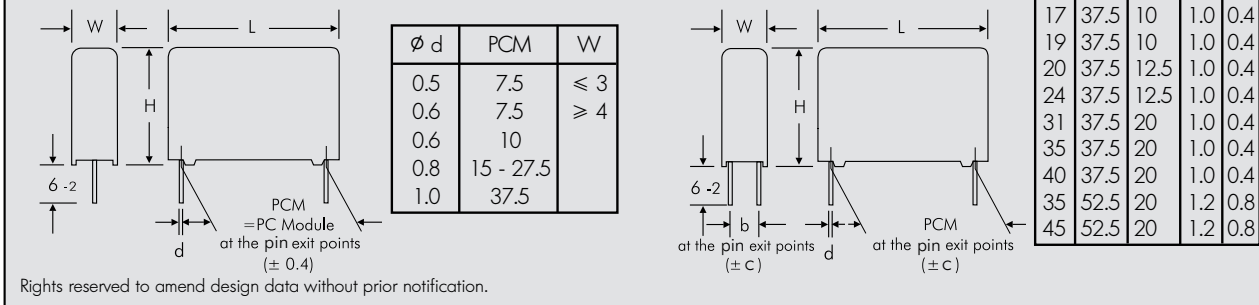 W
L
H
6 -2
d
PCM
=PC Module
at the pin exit points
(± 0.4)
Ø d PCM W
0.5 7.5 ≤ 3
0.6 7.5 ≥ 4
0.6 10
0.8 15 - 27.5
1.0 37.5
W
L
H
6 -2
b
at the pin exit points
(± c)
d
PCM
at the pin exit points
(± c)
17 37.5 10 1.0 0.4
19 37.5 10 1.0 0.4
20 37.5 12.5 1.0 0.4
24 37.5 12.5 1.0 0.4
31 37.5 20 1.0 0.4
35 37.5 20 1.0 0.4
40 37.5 20 1.0 0.4
35 52.5 20 1.2 0.8
45 52.5 20 1.2 0.8
Rights reserved to amend design data without prior notification.